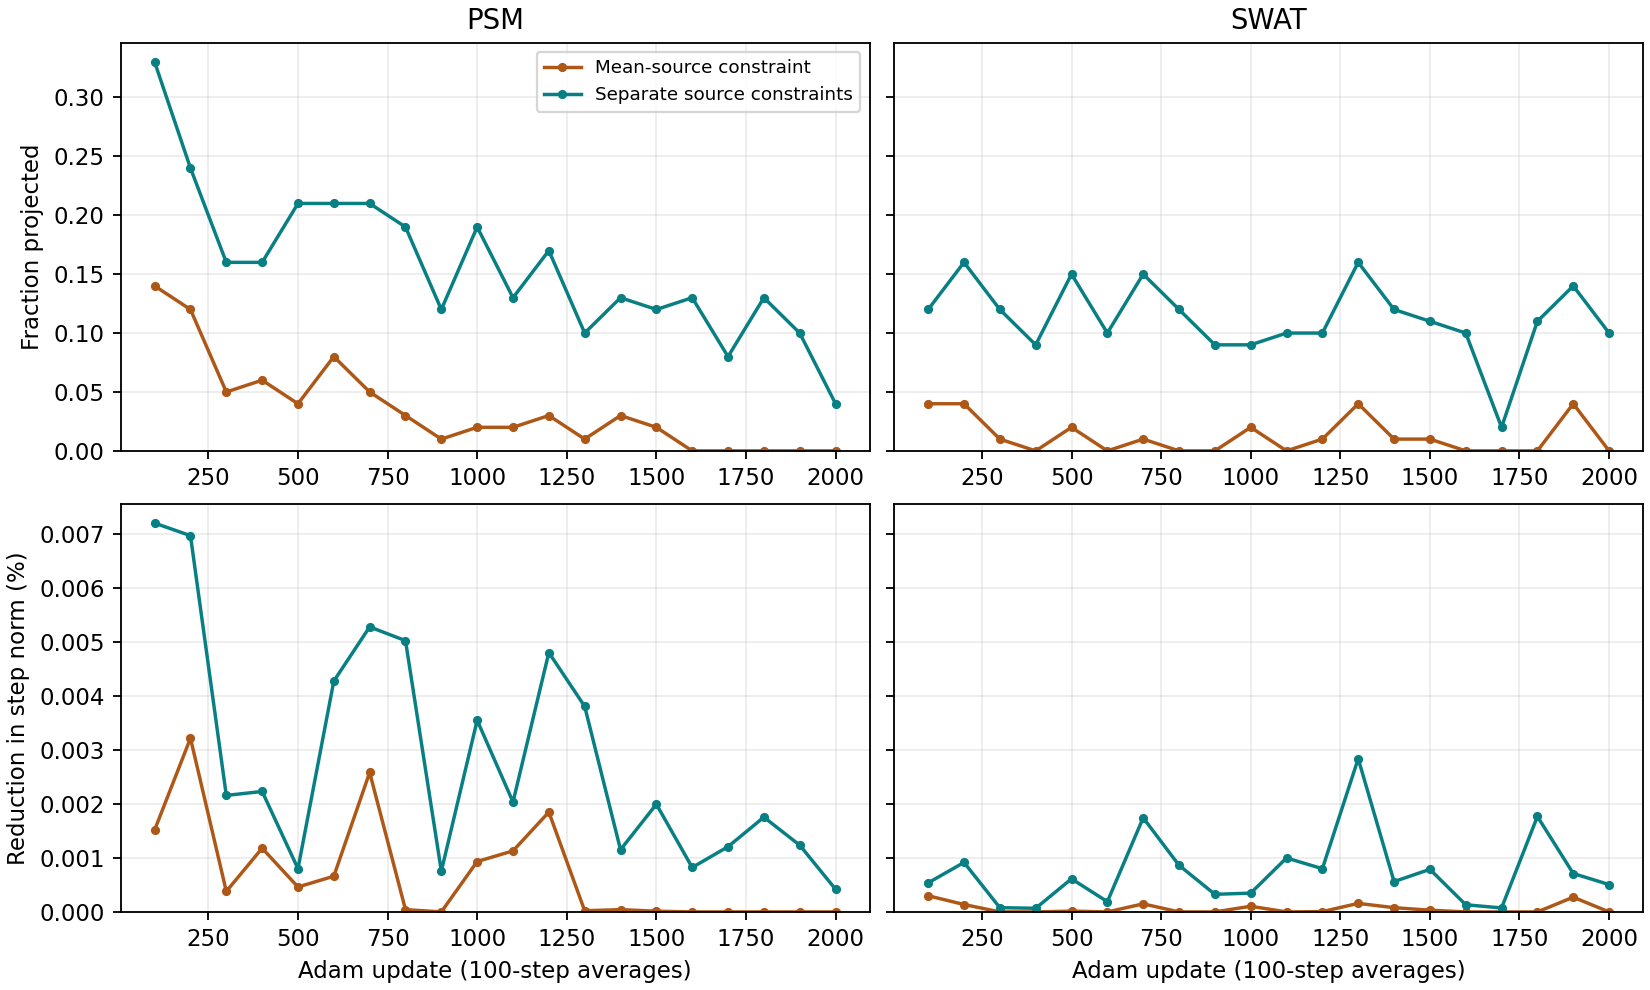 PSM
SWAT
Mean-source constraint
Separate source constraints
Fraction projected
0.30
0.25
0.20
0.15
0.10
0.05
0.00
250 500 750 1000 1250 1500 1750 2000
250 500 750 1000 1250 1500 1750 2000
Reduction in step norm (%)
0.007
0.006
0.005
0.004
0.003
0.002
0.001
0.000
250 500 750 1000 1250 1500 1750 2000
250 500 750 1000 1250 1500 1750 2000
Adam update (100-step averages)
Adam update (100-step averages)